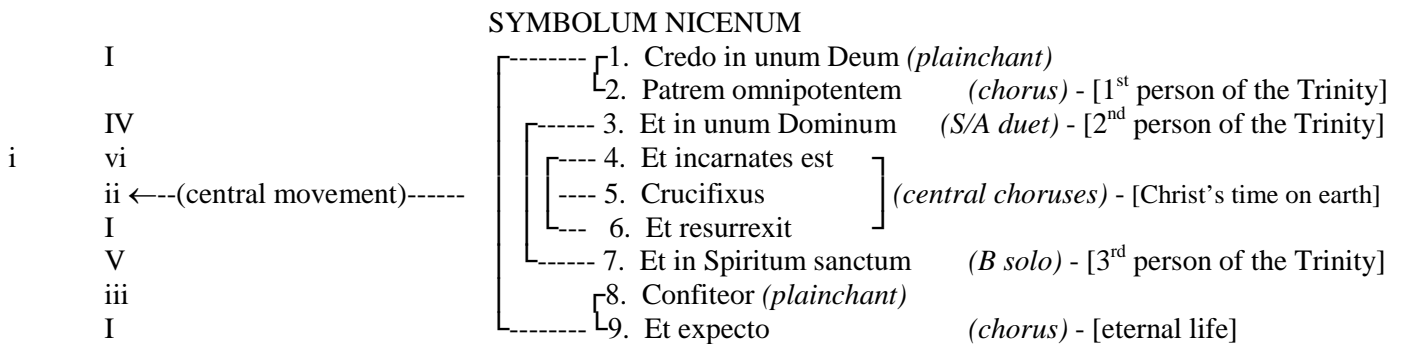 SYMBOLUM NICENUM
I 1. Credo in unum Deum (plainchant)
2. Patrem omnipotentem (chorus) - [1st person of the Trinity]
IV 3. Et in unum Dominum (S/A duet) - [2nd person of the Trinity]
i vi 4. Et incarnates est
ii ←--(central movement)------ 5. Crucifixus (central choruses) - [Christ's time on earth]
I 6. Et resurrexit
V 7. Et in Spiritum sanctum (B solo) - [3rd person of the Trinity]
iii 8. Confiteor (plainchant)
I 9. Et expecto (chorus) - [eternal life]